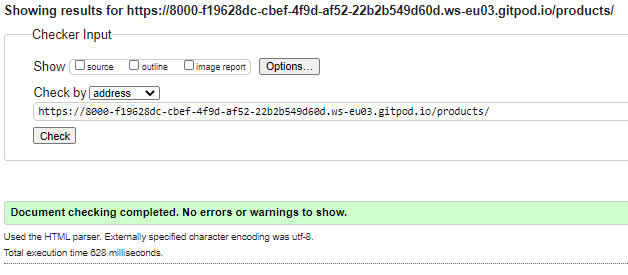 Showing results for https://8000-f19628dc-cbef-4f9d-af52-22b2b549d60d.ws-eu03.gitpod.io/products/
Checker Input
Show source outline image report Options...
Check by address
https://8000-f19628dc-cbef-4f9d-af52-22b2b549d60d.ws-eu03.gitpod.io/products/
Check
Document checking completed. No errors or warnings to show.
Used the HTML parser. Externally specified character encoding was utf-8.
Total execution time 628 milliseconds.